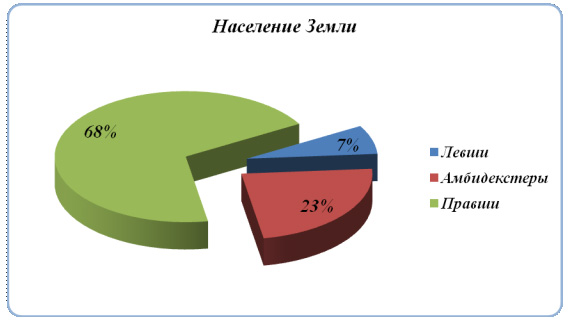 Население Земли
68%
7%
23%
Левши
Амбидекстеры
Правши